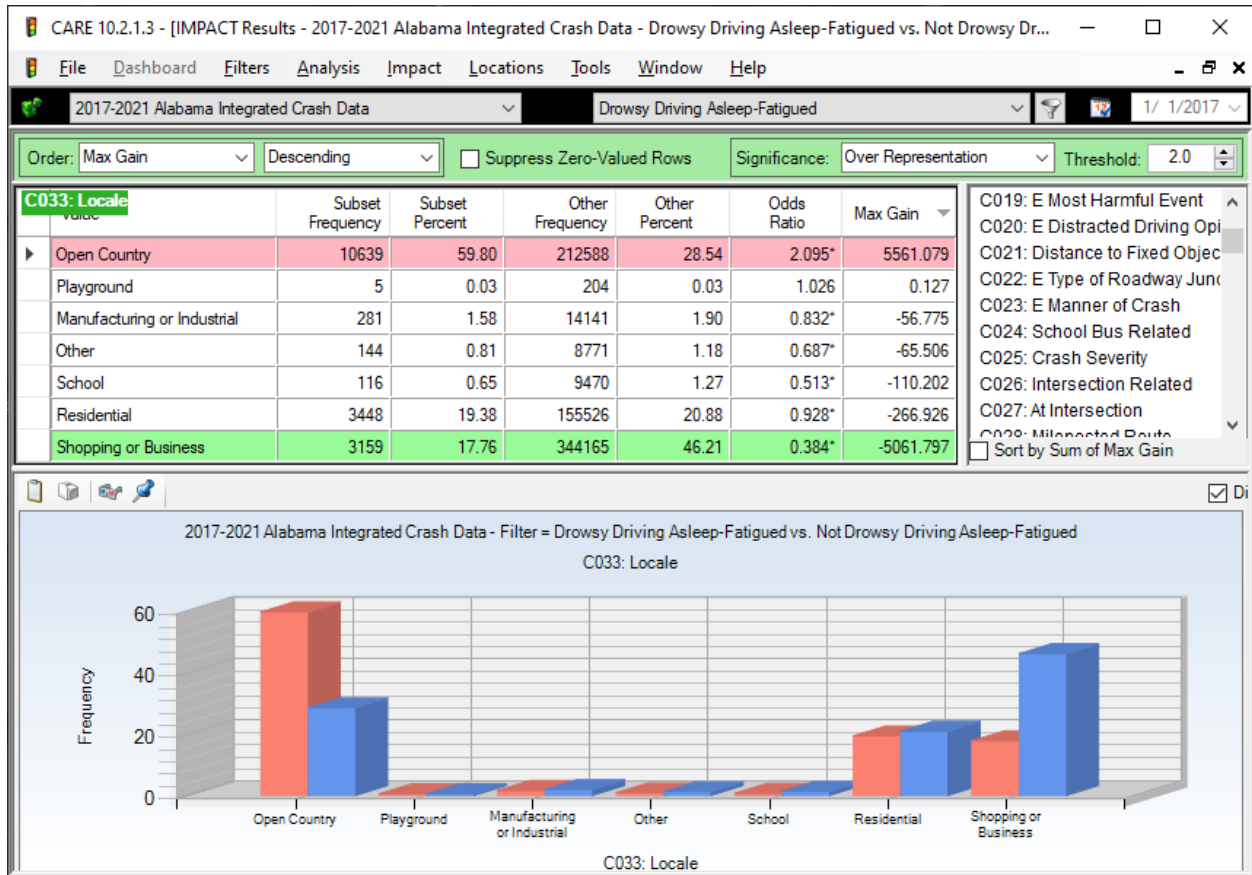 CARE 10.2.1.3 - [IMPACT Results - 2017-2021 Alabama Integrated Crash Data - Drowsy Driving Asleep-Fatigued vs. Not Drowsy Dr...
File Dashboard Filters Analysis Impact Locations Tools Window Help
2017-2021 Alabama Integrated Crash Data Drowsy Driving Asleep-Fatigued 1/ 1/2017
Order: Max Gain Descending Suppress Zero-Valued Rows Significance: Over Representation Threshold: 2.0
C033: Locale
Value Subset Frequency Subset Percent Other Frequency Other Percent Odds Ratio Max Gain
Open Country 10639 59.80 212588 28.54 2.095* 5561.079
Playground 5 0.03 204 0.03 1.026 0.127
Manufacturing or Industrial 281 1.58 14141 1.90 0.832* -56.775
Other 144 0.81 8771 1.18 0.687* -65.506
School 116 0.65 9470 1.27 0.513* -110.202
Residential 3448 19.38 155526 20.88 0.928* -266.926
Shopping or Business 3159 17.76 344165 46.21 0.384* -5061.797
C019: E Most Harmful Event
C020: E Distracted Driving Opi
C021: Distance to Fixed Objec
C022: E Type of Roadway Junc
C023: E Manner of Crash
C024: School Bus Related
C025: Crash Severity
C026: Intersection Related
C027: At Intersection
C028: Mileposted Route
Sort by Sum of Max Gain
Di
2017-2021 Alabama Integrated Crash Data - Filter = Drowsy Driving Asleep-Fatigued vs. Not Drowsy Driving Asleep-Fatigued
C033: Locale
Frequency
60
40
20
0
Open Country
Playground
Manufacturing
or Industrial
Other
School
Residential
Shopping or
Business
C033: Locale